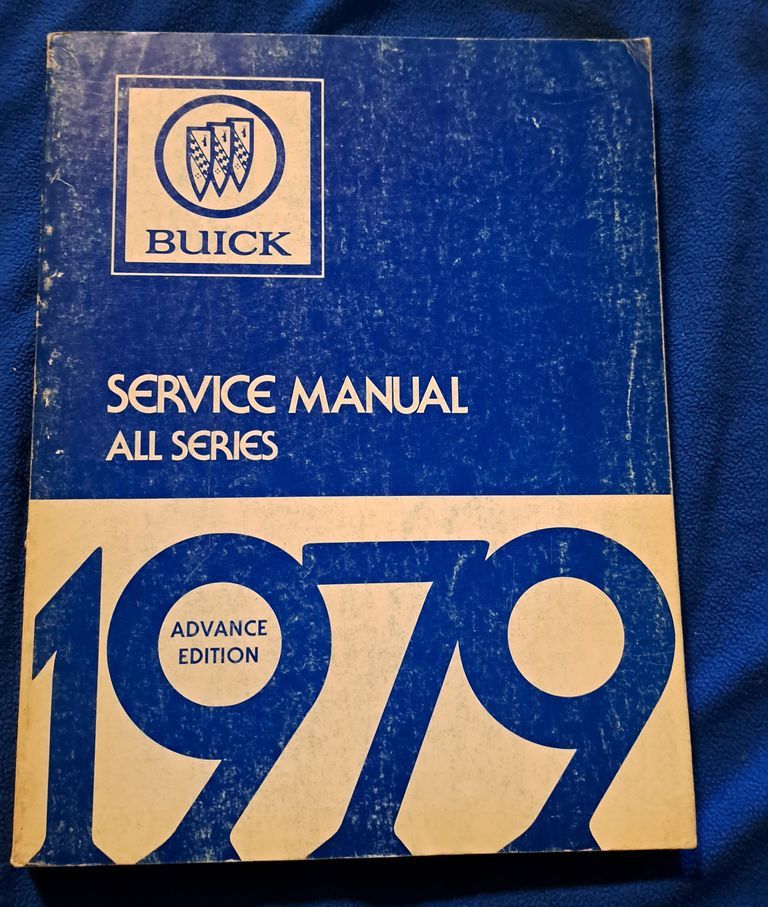 BUICK
SERVICE MANUAL
ALL SERIES
1979
ADVANCE
EDITION